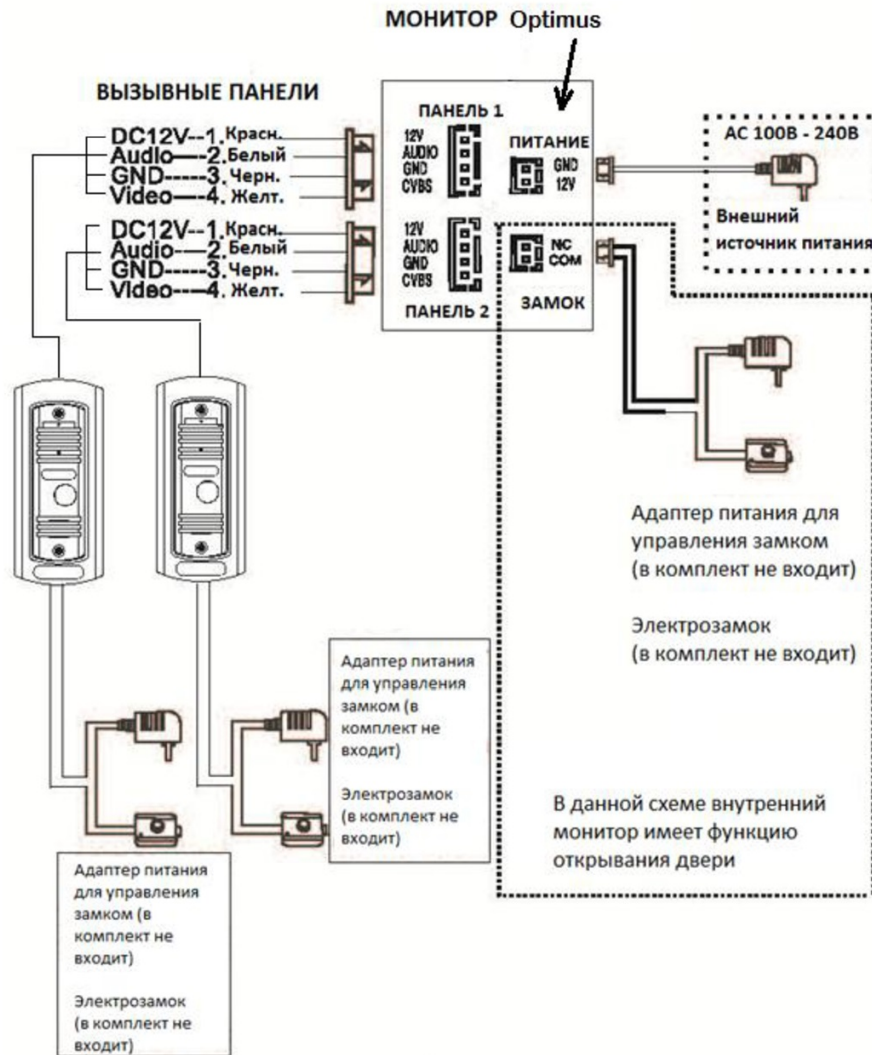 МОНИТОР Optimus
ВЫЗЫВНЫЕ ПАНЕЛИ
DC12V--1. Красн.
Audio----2. Белый
GND-----3. Черн.
Video----4. Желт.
DC12V--1. Красн.
Audio----2. Белый
GND-----3. Черн.
Video----4. Желт.
ПАНЕЛЬ 1
12V
AUDIO
GND
CVBS
12V
AUDIO
GND
CVBS
ПАНЕЛЬ 2
ПИТАНИЕ
GND
12V
NC
COM
ЗАМОК
АС 100В - 240В
Внешний
источник питания
Адаптер питания для
управления замком
(в комплект не входит)
Электрозамок
(в комплект не входит)
В данной схеме внутренний
монитор имеет функцию
открывания двери
Адаптер питания
для управления
замком (в
комплект не
входит)
Электрозамок
(в комплект не
входит)
Адаптер питания
для управления
замком (в
комплект не
входит)
Электрозамок
(в комплект не
входит)